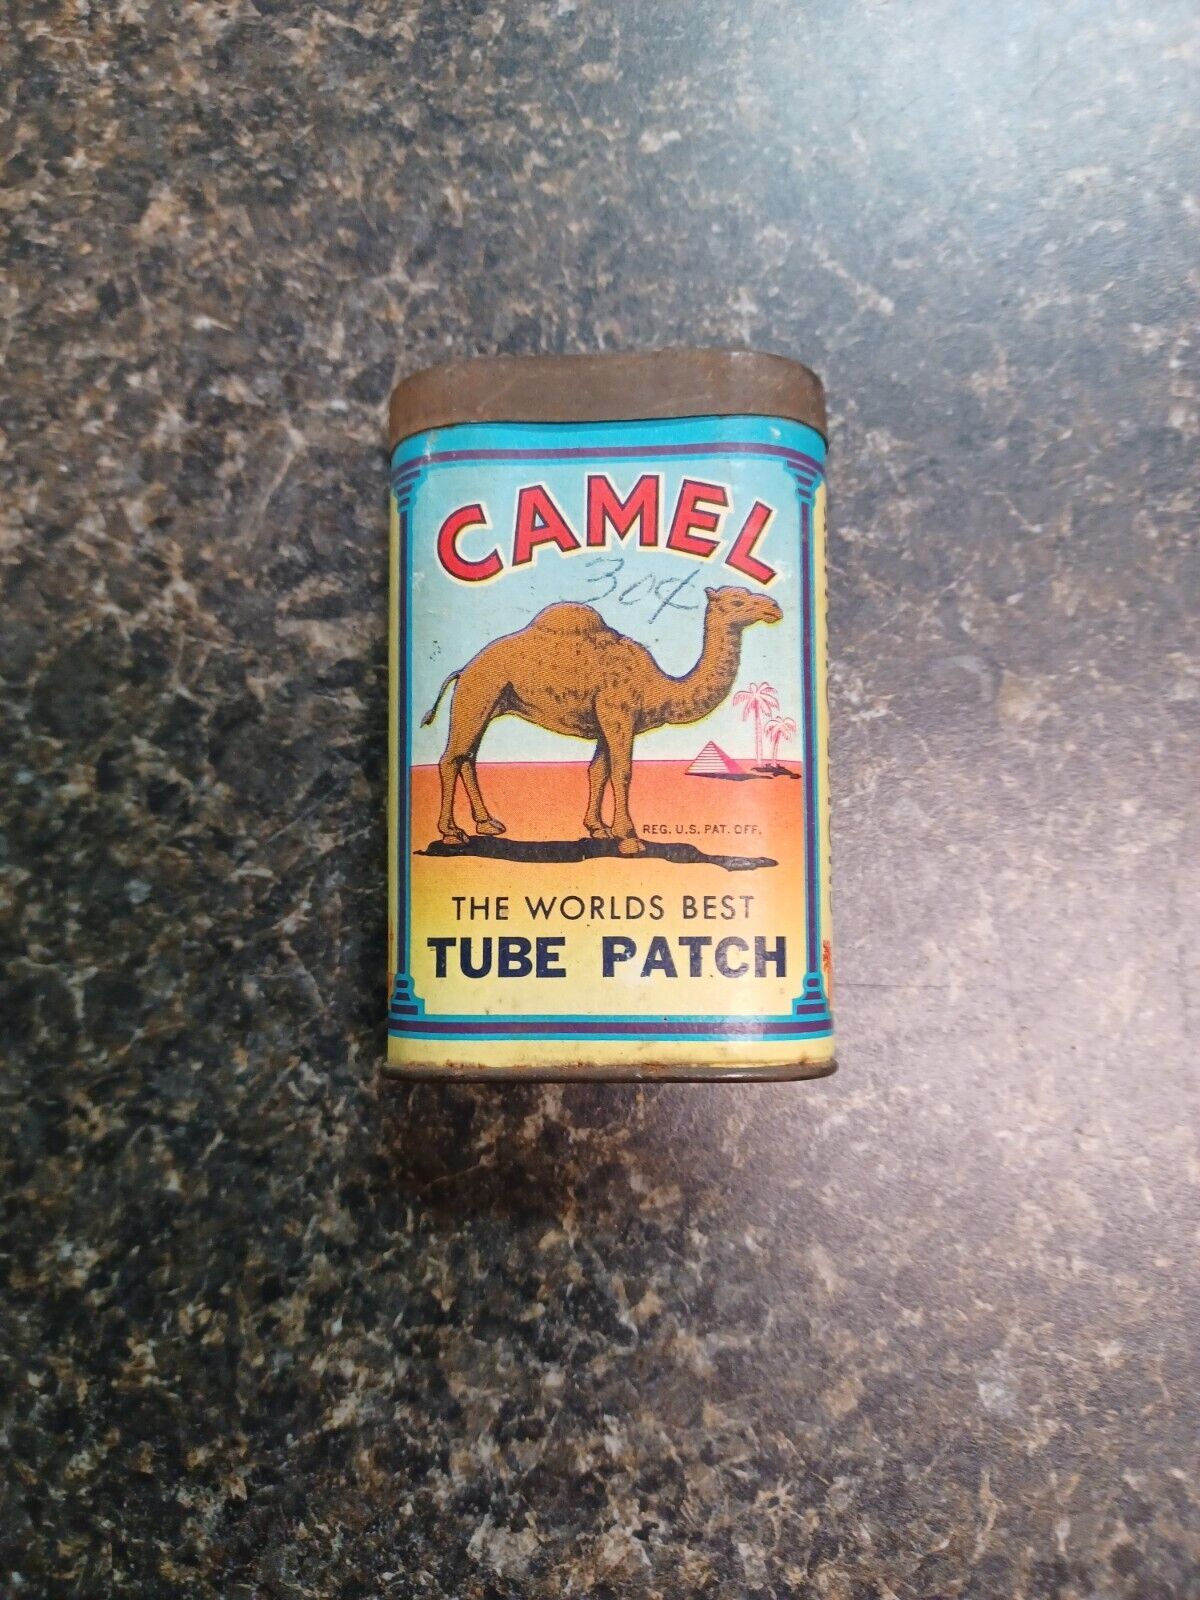 CAMEL
30¢
REG. U.S. PAT. OFF.
THE WORLDS BEST
TUBE PATCH